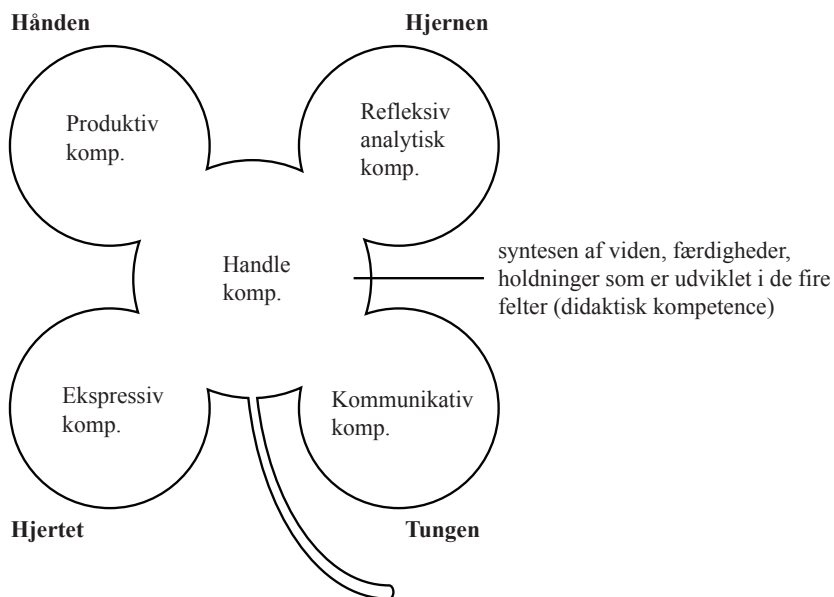 Hånden
Hjernen
Produktiv
komp.
Refleksiv
analytisk
komp.
Handle
komp.
syntesen af viden, færdigheder,
holdninger som er udviklet i de fire
felter (didaktisk kompetence)
Ekspressiv
komp.
Kommunikativ
komp.
Hjertet
Tungen